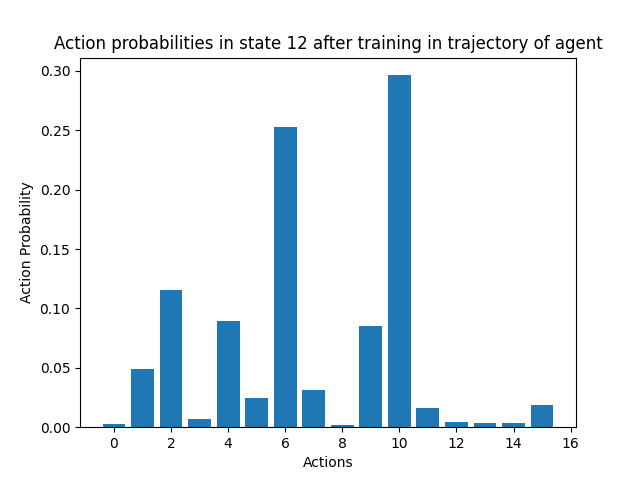 Action probabilities in state 12 after training in trajectory of agent
0.30
0.25
0.20
0.15
0.10
0.05
0.00
Action Probability
0 2 4 6 8 10 12 14 16
Actions